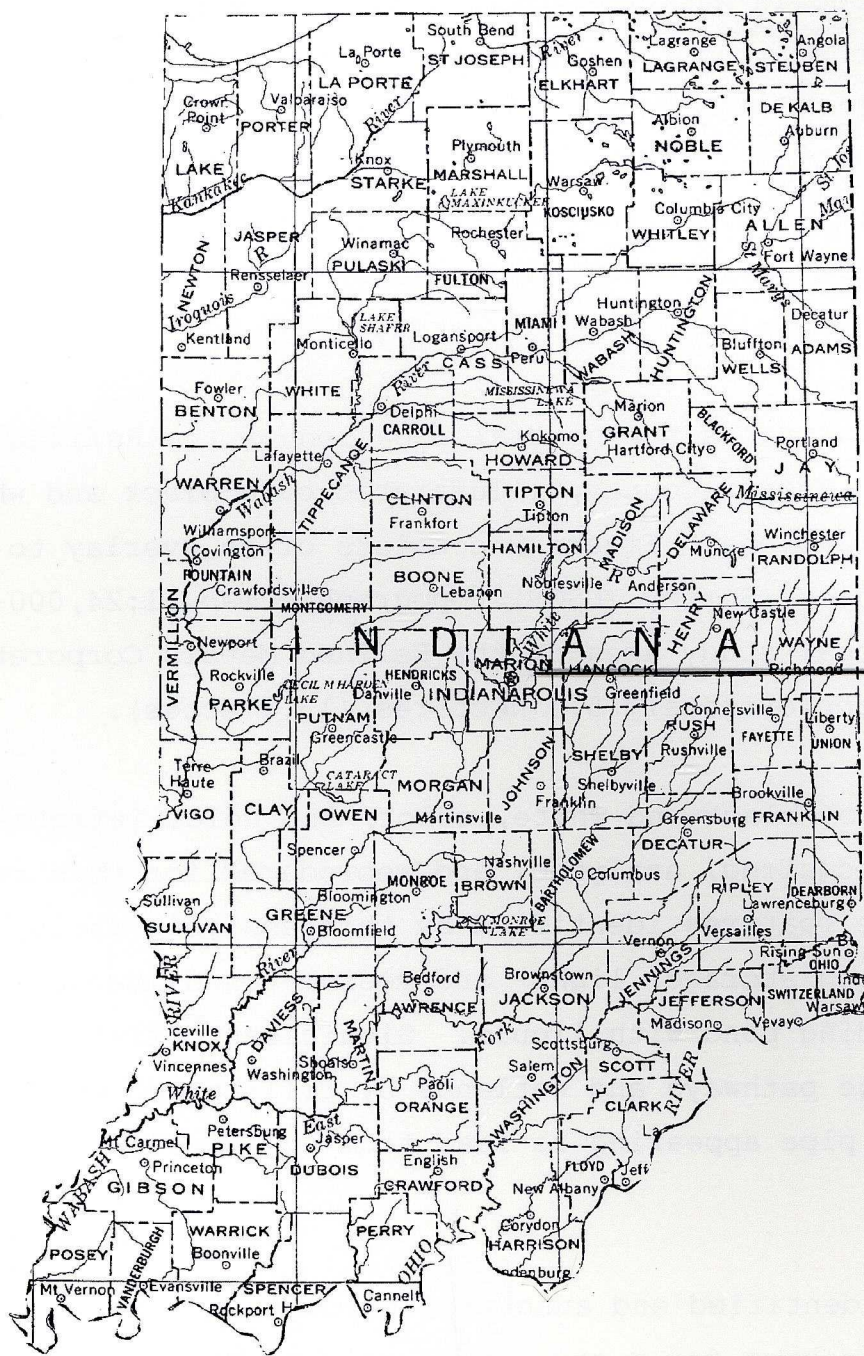 South Bend
La Porte
LA PORTE
ST JOSEPH
River
Goshen
ELKHART
Lagrange
LAGRANGE
Angola
STEUBEN
Crown
Point
Valparaiso
PORTER
River
DE KALB
Albion
NOBLE
Auburn
LAKE
Kankakee
Knox
STARKE
Plymouth
MARSHALL
LAKE
MAXINKUCKEE
Warsaw
KOSCIUSKO
Columbia City
WHITLEY
ALLEN
Fort Wayne
St Marys
JASPER
R
Rensselaer
NEWTON
Iroquois
Kentland
Winamac
PULASKI
Rochester
FULTON
LAKE
SHAFER
Monticello
WHITE
Logansport
CASS
River
MIAMI
Peru
Huntington
HUNTINGTON
Wabash
WABASH
Decatur
ADAMS
Bluffton
WELLS
Fowler
BENTON
Delphi
CARROLL
MISSISSINEWA
LAKE
Marion
GRANT
Hartford City
BLACKFORD
Portland
JAY
Lafayette
TIPPECANOE
WARREN
Wabash
Kokomo
HOWARD
CLINTON
Frankfort
TIPTON
Tipton
MADISON
DELAWARE
Mississinewa
Williamsport
Covington
FOUNTAIN
Crawfordsville
MONTGOMERY
BOONE
Lebanon
HAMILTON
Noblesville
R
Anderson
Muncie
Winchester
RANDOLPH
HENRY
New Castle
INDIANA
VERMILLION
Newport
Rockville
PARKE
CECIL M HARDEN
LAKE
HENDRICKS
Danville
MARION
INDIANAPOLIS
White
HANCOCK
Greenfield
WAYNE
Richmond
PUTNAM
Greencastle
SHELBY
Shelbyville
RUSH
Rushville
Connersville
FAYETTE
Liberty
UNION
Terre
Haute
VIGO
Brazil
CLAY
CATARACT
LAKE
OWEN
MORGAN
Martinsville
JOHNSON
Franklin
Brookville
FRANKLIN
Greensburg
DECATUR
Spencer
Nashville
BROWN
BARTHOLOMEW
Columbus
MONROE
Bloomington
MONROE
LAKE
RIPLEY
Versailles
DEARBORN
Lawrenceburg
Sullivan
SULLIVAN
GREENE
Bloomfield
River
Vernon
JENNINGS
Rising Sun
OHIO
Bedford
LAWRENCE
Brownstown
JACKSON
JEFFERSON
Madison
SWITZERLAND
Warsaw
Vevay
RIVER
KNOX
Vincennes
DAVIESS
Washington
MARTIN
Shoals
Fork
Scottsburg
SCOTT
Salem
WASHINGTON
Paoli
ORANGE
CLARK
RIVER
White
Petersburg
PIKE
East
Jasper
DUBOIS
Mt Carmel
Princeton
GIBSON
WABASH
English
CRAWFORD
FLOYD
Jeff
New Albany
Corydon
HARRISON
WARRICK
Boonville
PERRY
OHIO
POSEY
VANDERBURGH
Mt Vernon
Evansville
SPENCER
Rockport
Cannelt